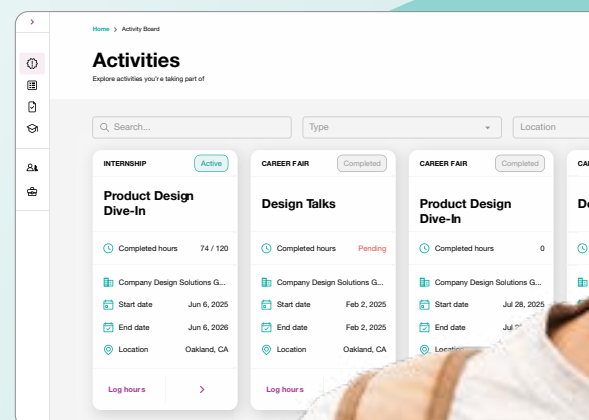 Home > Activity Board
Activities
Explore activities you're taking part of
Search...
Type
Location
INTERNSHIP
Active
Product Design
Dive-In
Completed hours
74 / 120
Company Design Solutions G...
Start date
Jun 6, 2025
End date
Jun 6, 2026
Location
Oakland, CA
Log hours
CAREER FAIR
Completed
Design Talks
Completed hours
Pending
Company Design Solutions G...
Start date
Feb 2, 2025
End date
Feb 2, 2025
Location
Oakland, CA
Log hours
CAREER FAIR
Completed
Product Design
Dive-In
Completed hours
0
Company Design Solutions G...
Start date
Jul 28, 2025
End date